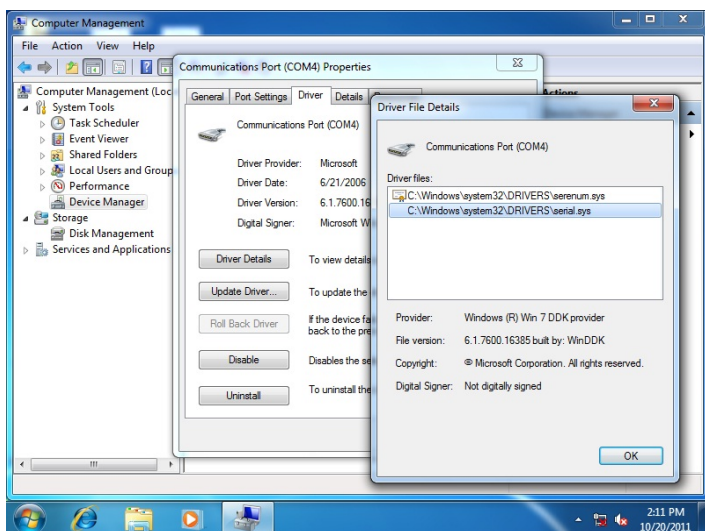 Computer Management
File Action View Help
Computer Management (Loc
System Tools
Task Scheduler
Event Viewer
Shared Folders
Local Users and Group
Performance
Device Manager
Storage
Disk Management
Services and Applications
Actions
Communications Port (COM4) Properties
General Port Settings Driver Details
Communications Port (COM4)
Driver Provider: Microsoft
Driver Date: 6/21/2006
Driver Version: 6.1.7600.16
Digital Signer: Microsoft W
Driver Details To view details
Update Driver... To update the
Roll Back Driver If the device fa
back to the pre
Disable Disables the se
Uninstall To uninstall the
Driver File Details
Communications Port (COM4)
Driver files:
C:\Windows\system32\DRIVERS\serenum.sys
C:\Windows\system32\DRIVERS\serial.sys
Provider: Windows (R) Win 7 DDK provider
File version: 6.1.7600.16385 built by: WinDDK
Copyright: © Microsoft Corporation. All rights reserved.
Digital Signer: Not digitally signed
OK
2:11 PM
10/20/2011